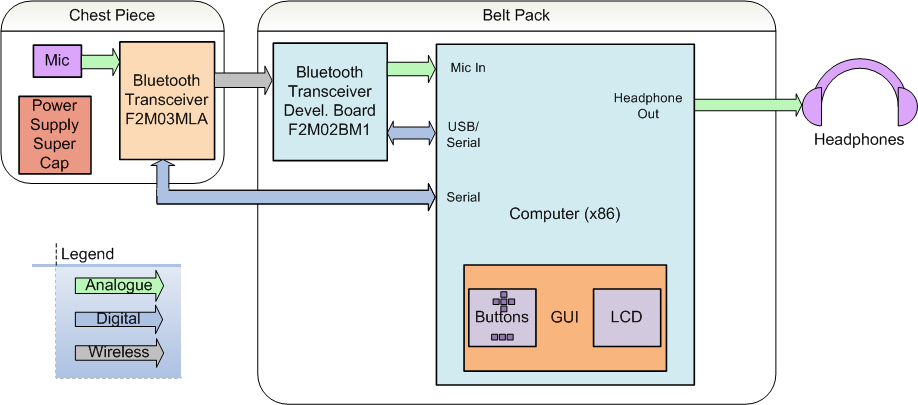 Chest Piece
Mic
Bluetooth
Transceiver
F2M03MLA
Power
Supply
Super
Cap
Belt Pack
Bluetooth
Transceiver
Devel. Board
F2M02BM1
Mic In
USB/
Serial
Serial
Headphone
Out
Computer (x86)
Buttons
GUI
LCD
Headphones
Legend
Analogue
Digital
Wireless